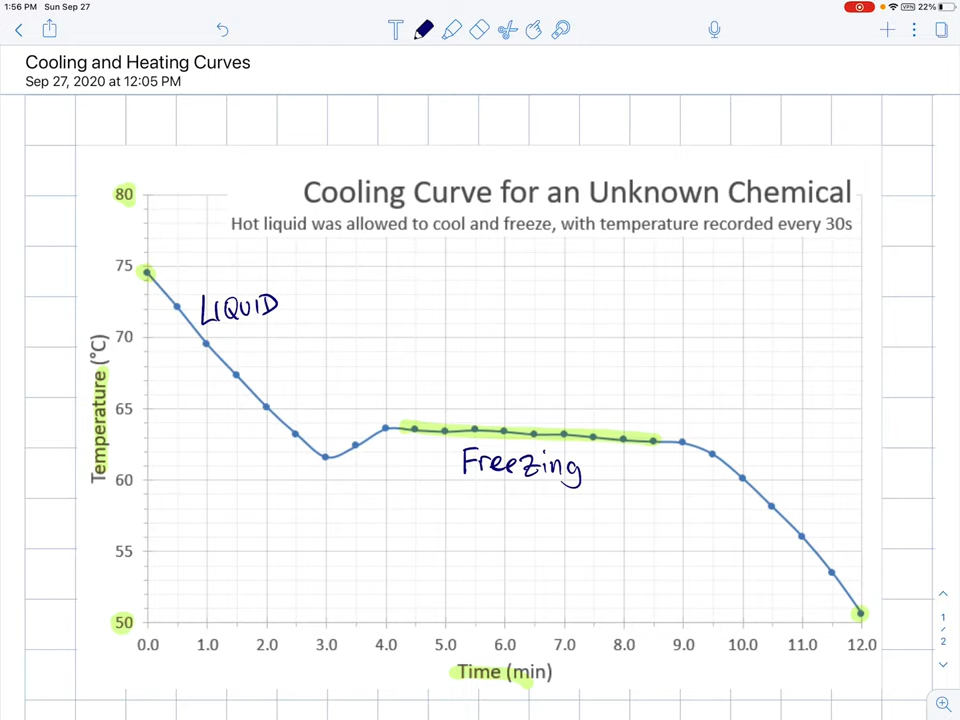 1:56 PM Sun Sep 27
VPN 22%
T
Cooling and Heating Curves
Sep 27, 2020 at 12:05 PM
Cooling Curve for an Unknown Chemical
Hot liquid was allowed to cool and freeze, with temperature recorded every 30s
80
75
70
65
60
55
50
Temperature (°C)
LIQUID
Freezing
0.0 1.0 2.0 3.0 4.0 5.0 6.0 7.0 8.0 9.0 10.0 11.0 12.0
Time (min)
1
/
2